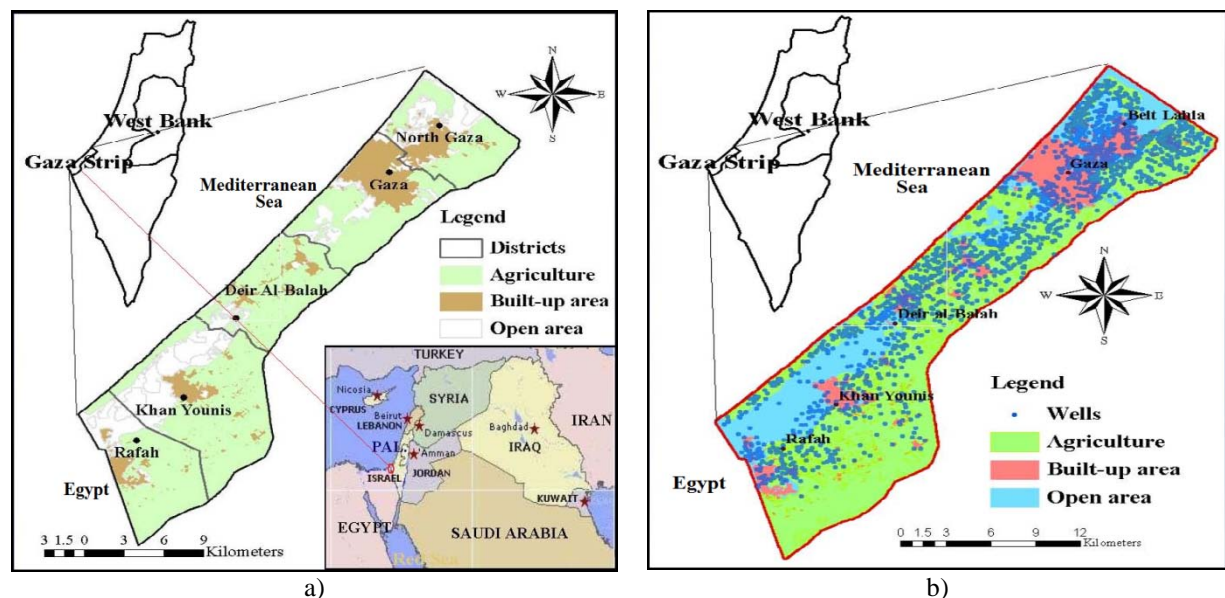 N
W E
S
West Bank
Gaza Strip
Mediterranean
Sea
North Gaza
Gaza
Legend
Districts
Agriculture
Built-up area
Open area
Deir Al-Balah
Khan Younis
Rafah
Egypt
3 1.5 0 3 6 9
Kilometers
TURKEY
Nicosia
CYPRUS
SYRIA
Beirut
LEBANON
Damascus
Baghdad
IRAN
IRAQ
PAL.
Amman
JORDAN
ISRAEL
KUWAIT
EGYPT
SAUDI ARABIA
Red Sea
a)
West Bank
Gaza Strip
Mediterranean
Sea
Beit Lahia
Gaza
N
W E
S
Deir al-Balah
Khan Younis
Rafah
Egypt
Legend
Wells
Agriculture
Built-up area
Open area
0 1.5 3 6 9 12
Kilometers
b)